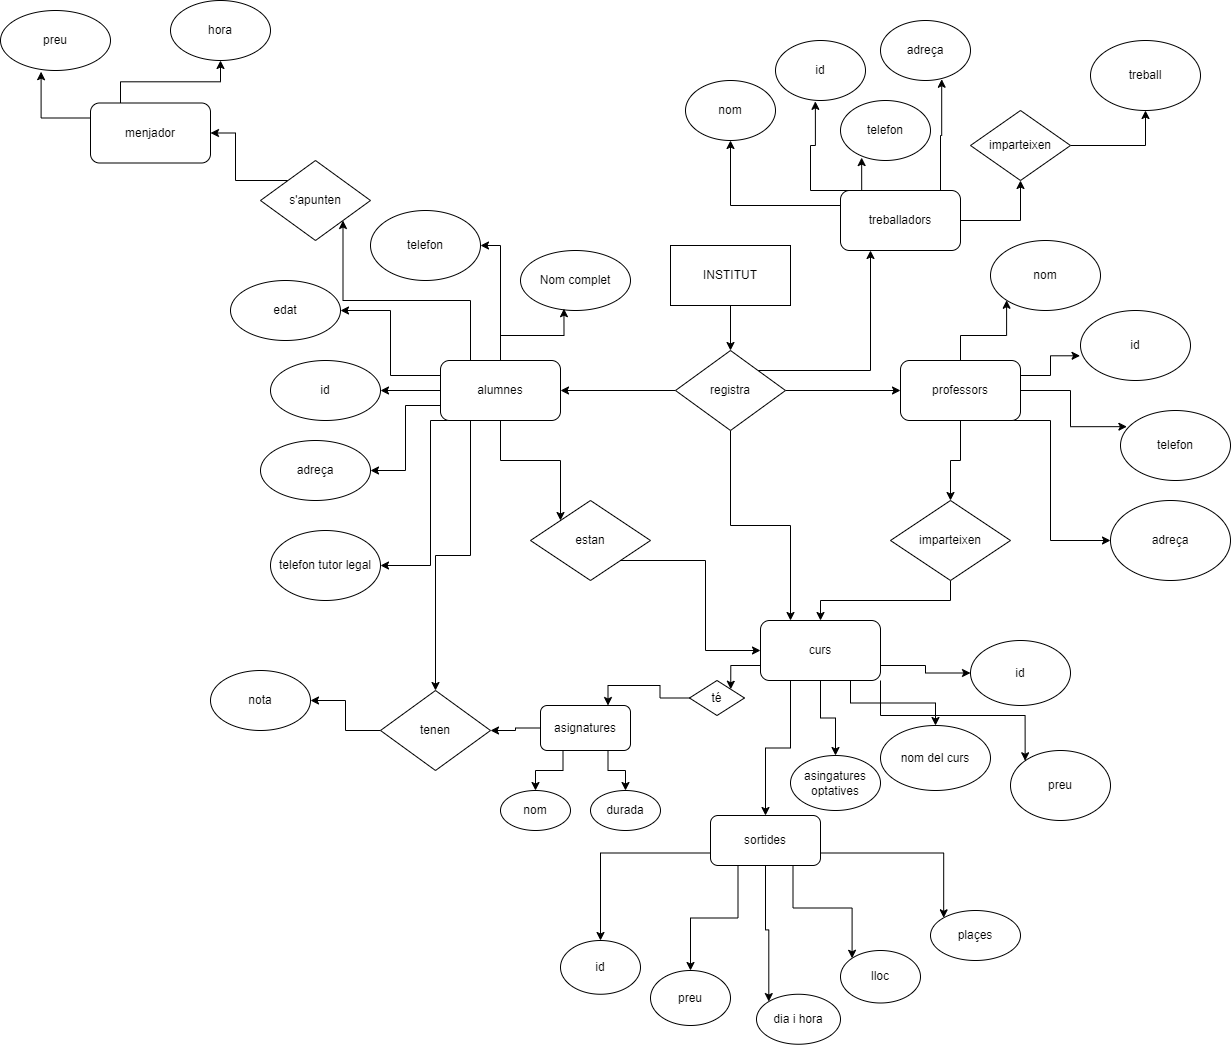 hora
preu
adreça
id
treball
nom
telefon
menjador
imparteixen
s'apunten
treballadors
telefon
INSTITUT
nom
Nom complet
edat
id
id
alumnes
registra
professors
telefon
adreça
telefon tutor legal
estan
imparteixen
adreça
curs
id
nota
té
tenen
asignatures
nom del curs
asingatures
optatives
preu
nom
durada
sortides
plaçes
id
preu
lloc
dia i hora